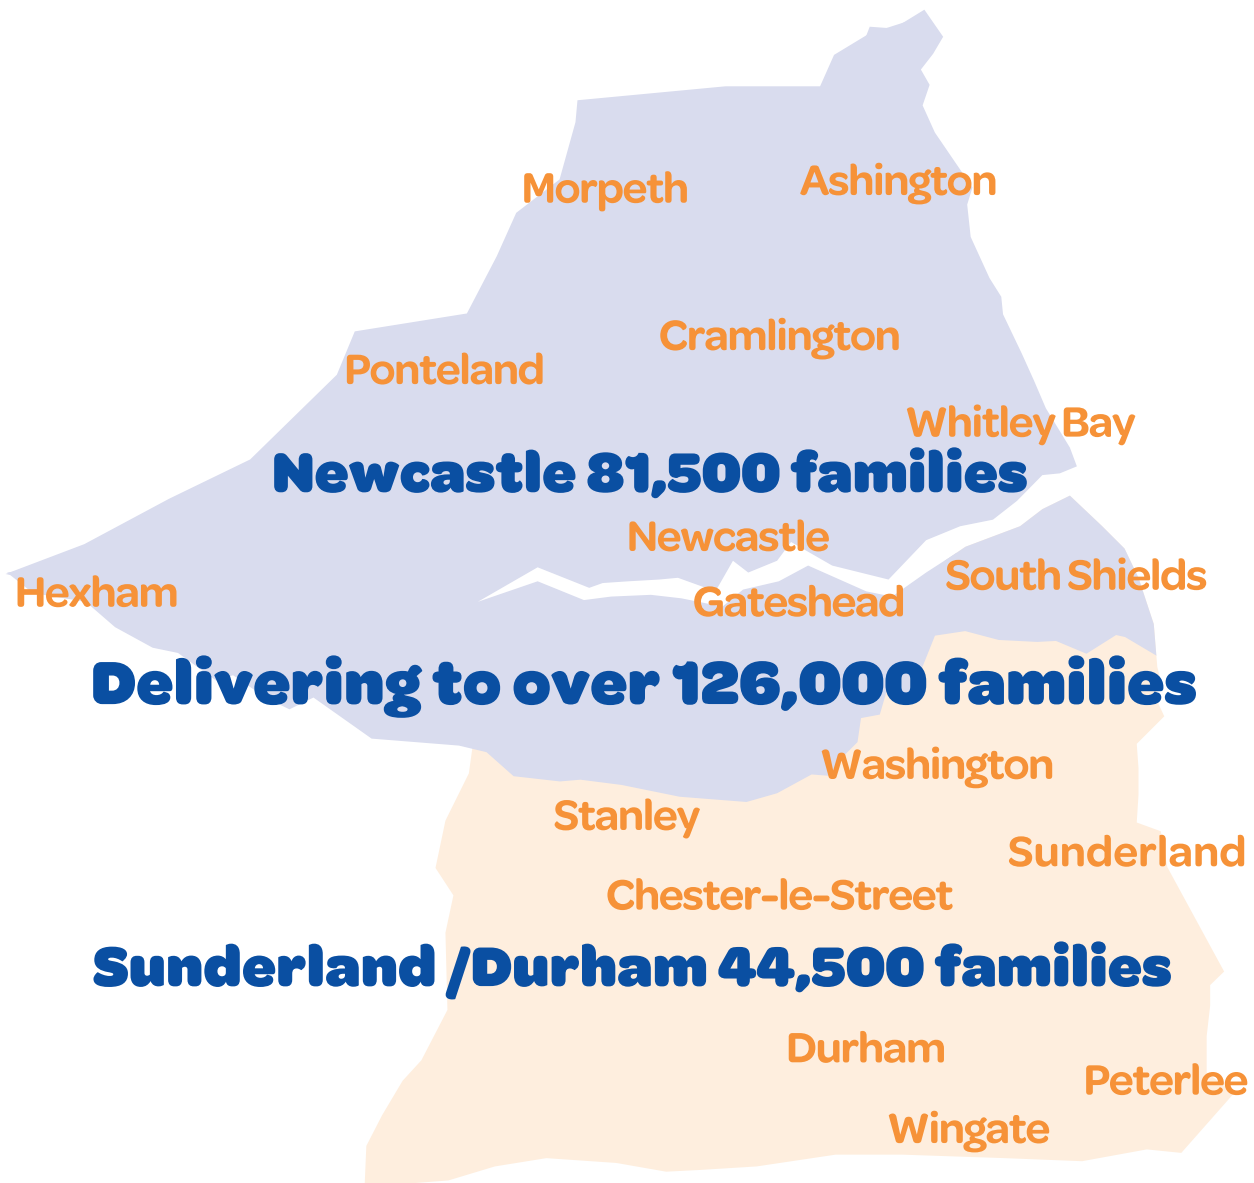 Morpeth
Ashington
Cramlington
Ponteland
Whitley Bay
Newcastle 81,500 families
Newcastle
South Shields
Hexham
Gateshead
Delivering to over 126,000 families
Washington
Stanley
Sunderland
Chester-le-Street
Sunderland /Durham 44,500 families
Durham
Peterlee
Wingate